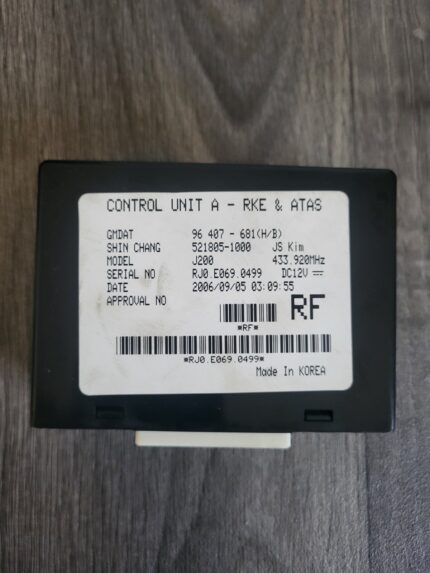 CONTROL UNIT A - RKE & ATAS
GMDAT 96 407 - 681(H/B)
SHIN CHANG 521805-1000 JS Kim
MODEL J200 433.920MHz
SERIAL NO RJ0.E069.0499 DC12V ⎓
DATE 2006/09/05 03:09:55
APPROVAL NO RF
*RF*
*RJ0.E069.0499*
Made In KOREA